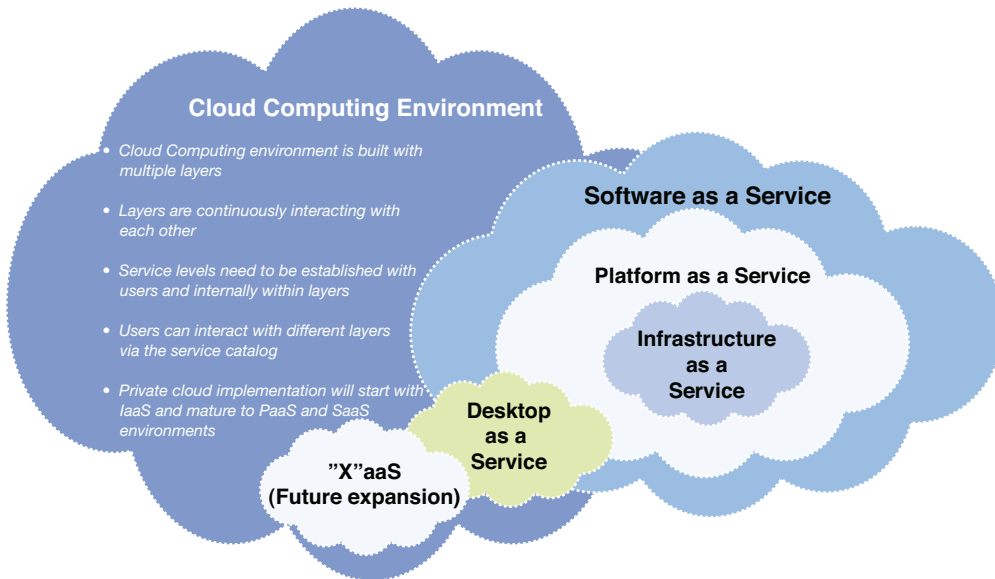 Cloud Computing Environment
• Cloud Computing environment is built with
multiple layers
• Layers are continuously interacting with
each other
• Service levels need to be established with
users and internally within layers
• Users can interact with different layers
via the service catalog
• Private cloud implementation will start with
IaaS and mature to PaaS and SaaS
environments
Software as a Service
Platform as a Service
Infrastructure
as a
Service
Desktop
as a
Service
”X”aaS
(Future expansion)